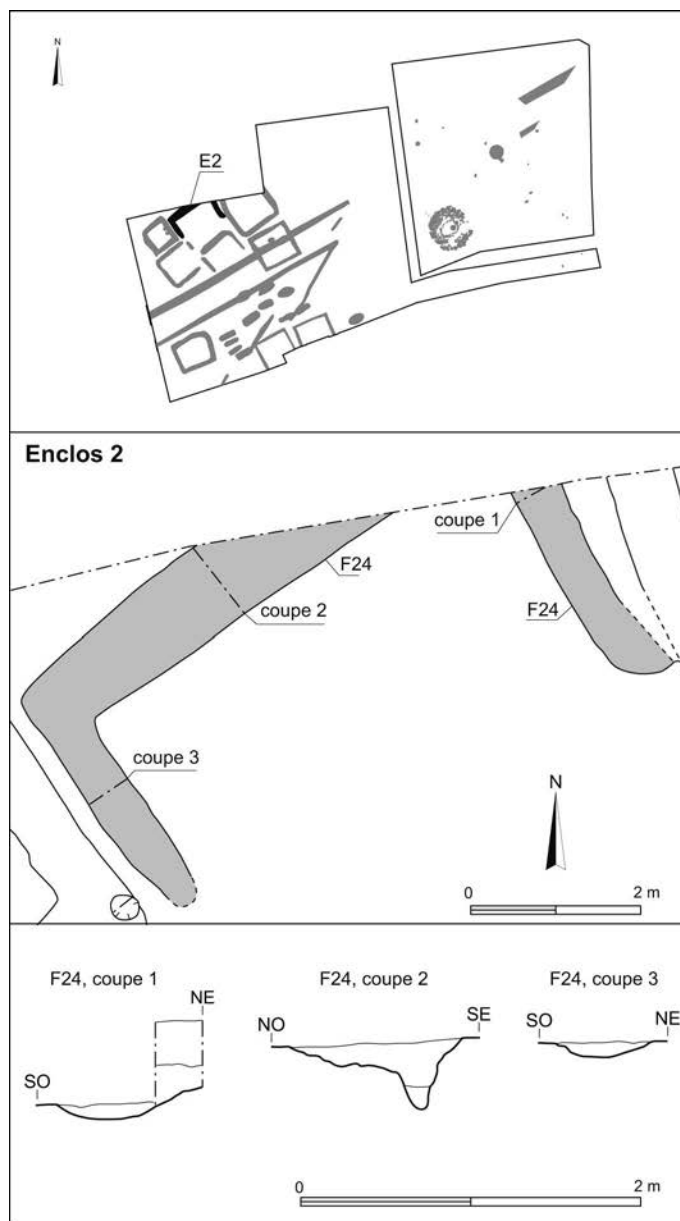 N
E2
Enclos 2
coupe 1
F24
coupe 2
F24
coupe 3
N
0 2 m
F24, coupe 1
F24, coupe 2
F24, coupe 3
NE
SO
NO
SE
SO
NE
0 2 m